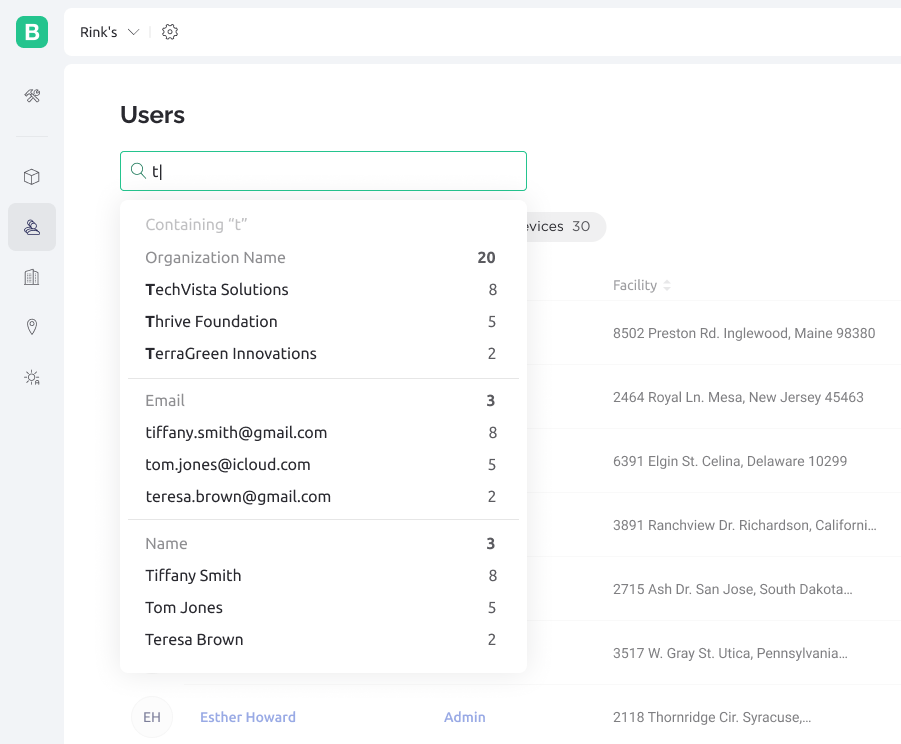 B
Rink's
Users
t
Containing “t”
evices 30
Organization Name 20
TechVista Solutions 8
Thrive Foundation 5
TerraGreen Innovations 2
Email 3
tiffany.smith@gmail.com 8
tom.jones@icloud.com 5
teresa.brown@gmail.com 2
Name 3
Tiffany Smith 8
Tom Jones 5
Teresa Brown 2
Facility
8502 Preston Rd. Inglewood, Maine 98380
2464 Royal Ln. Mesa, New Jersey 45463
6391 Elgin St. Celina, Delaware 10299
3891 Ranchview Dr. Richardson, Californi...
2715 Ash Dr. San Jose, South Dakota...
3517 W. Gray St. Utica, Pennsylvania...
EH Esther Howard Admin 2118 Thornridge Cir. Syracuse,...